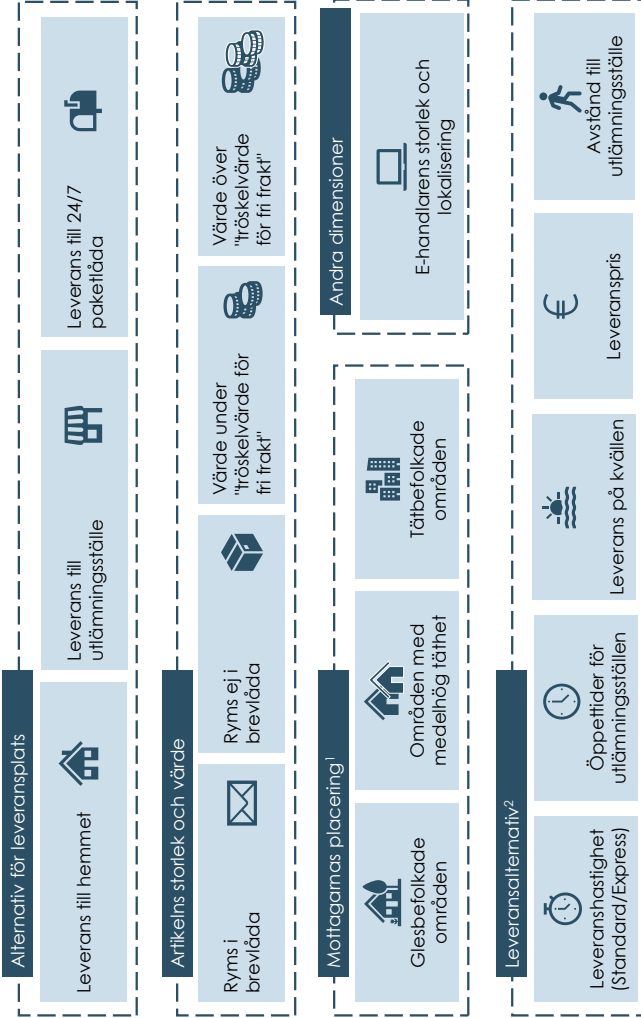 Alternativ för leveransplats
Leverans till hemmet
Leverans till
utlämningsställe
Leverans till 24/7
paketlåda
Artikelns storlek och värde
Ryms i
brevlåda
Ryms ej i
brevlåda
Värde under
"tröskelvärde för
fri frakt"
Värde över
"tröskelvärde
för fri frakt"
Mottagarnas placering¹
Glesbefolkade
områden
Områden med
medelhög täthet
Tätbefolkade
områden
Andra dimensioner
E-handlarens storlek och
lokalisering
Leveransalternativ²
Leveranshastighet
(Standard/Express)
Öppettider för
utlämningsställen
Leverans på kvällen
€
Leveranspris
Avstånd till
utlämningsställe